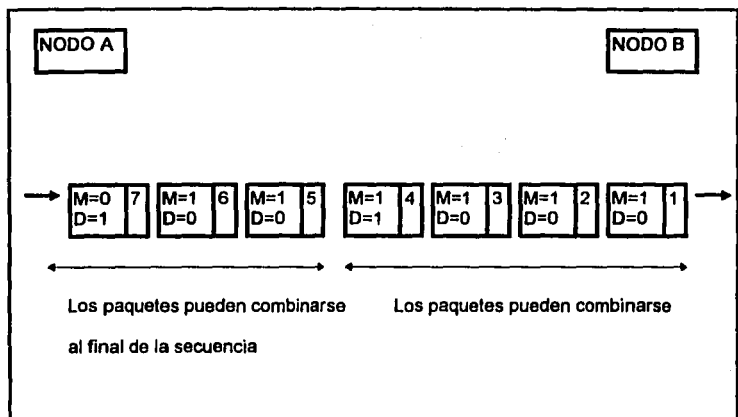 NODO A NODO B
M=0 7 M=1 6 M=1 5 M=1 4 M=1 3 M=1 2 M=1 1
D=1 D=0 D=0 D=1 D=0 D=0 D=0
Los paquetes pueden combinarse Los paquetes pueden combinarse
al final de la secuencia